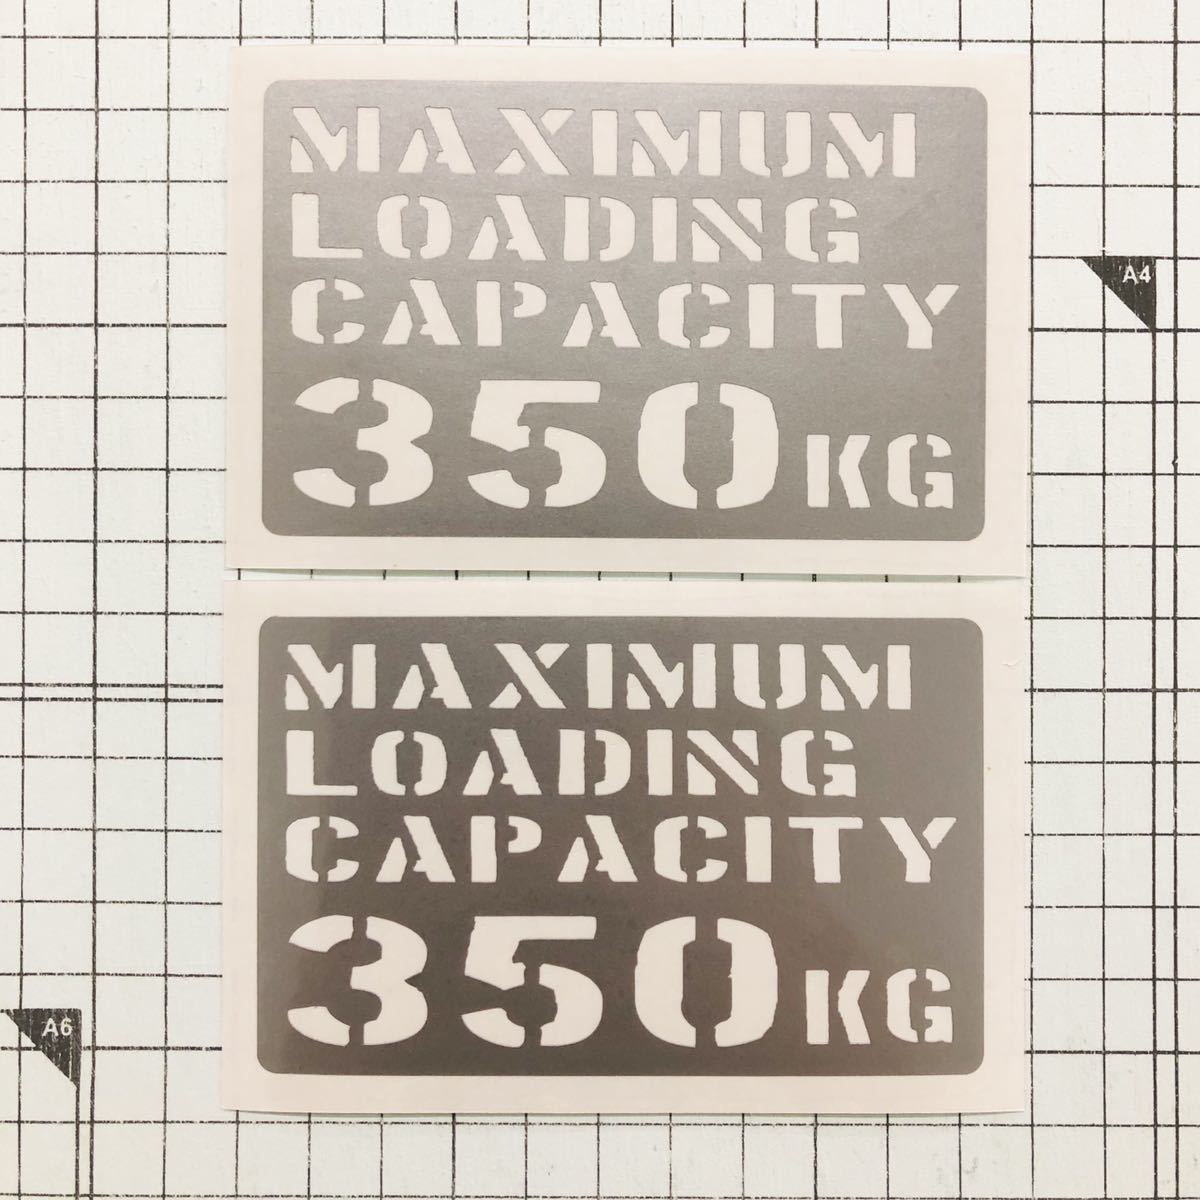 MAXIMUM
LOADING
CAPACITY
350KG
A4
MAXIMUM
LOADING
CAPACITY
350KG
A6